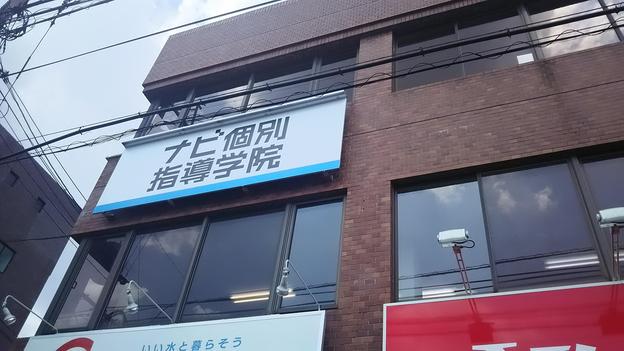 ナビ個別
指導学院
いい水と暮らそう